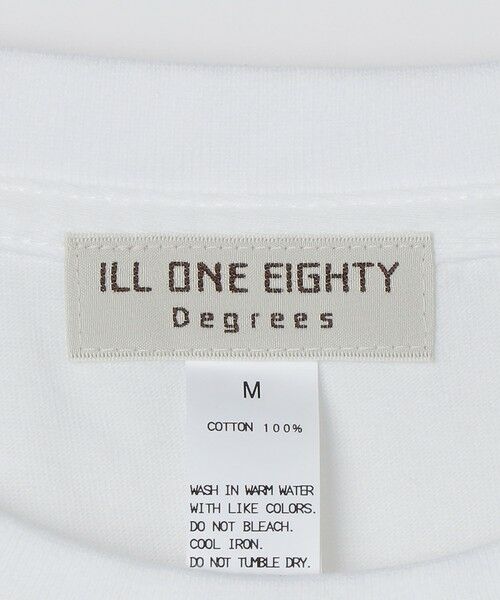 ILL ONE EIGHTY
Degrees
M
COTTON 100%
WASH IN WARM WATER
WITH LIKE COLORS.
DO NOT BLEACH.
COOL IRON.
DO NOT TUMBLE DRY.